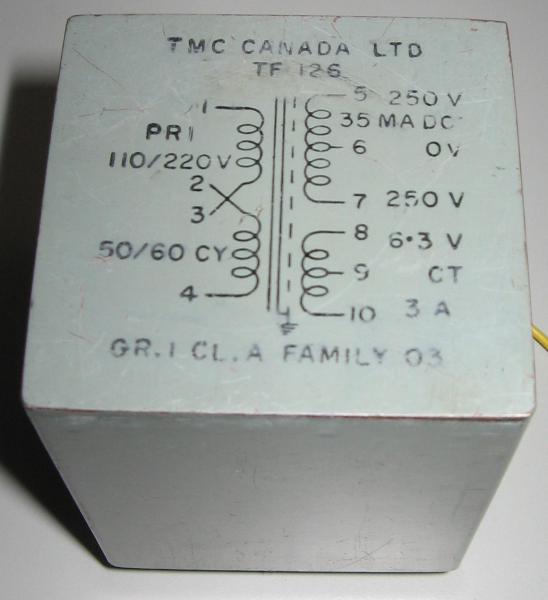 TMC CANADA LTD
TF 126
1
PRI
110/220V
2
3
50/60 CY
4
5 250 V
35 MA DC
6 0V
7 250 V
8 6.3 V
9 CT
10 3 A
GR.1 CL.A FAMILY 03